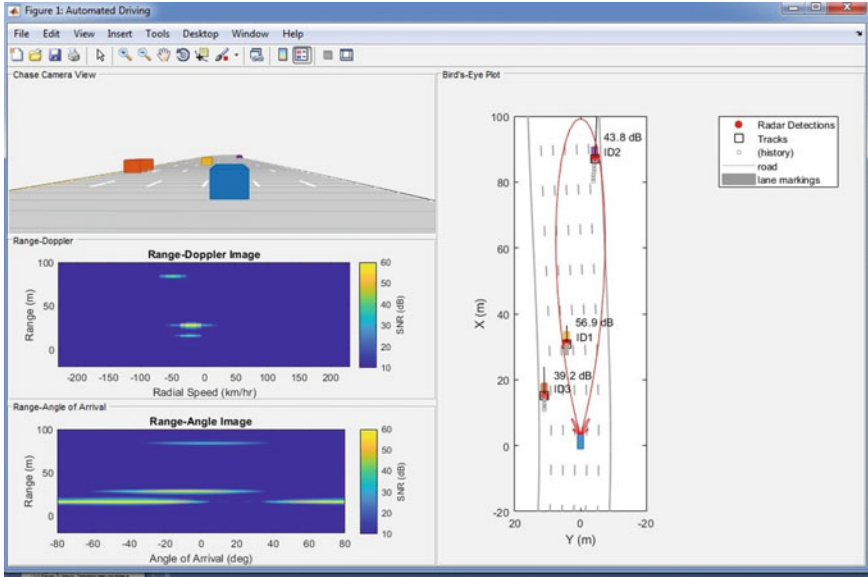 Figure 1: Automated Driving
File Edit View Insert Tools Desktop Window Help
Chase Camera View
Range-Doppler
Range-Doppler Image
100
50
0
Range (m)
-200 -150 -100 -50 0 50 100 150 200
Radial Speed (km/hr)
60
50
40
30
20
10
SNR (dB)
Range-Angle of Arrival
Range-Angle Image
100
50
0
Range (m)
-80 -60 -40 -20 0 20 40 60 80
Angle of Arrival (deg)
60
50
40
30
20
10
SNR (dB)
Bird's-Eye Plot
100
80
60
40
20
0
-20
X (m)
20 0 -20
Y (m)
43.8 dB
ID2
56.9 dB
ID1
39.2 dB
ID3
Radar Detections
Tracks
(history)
road
lane markings